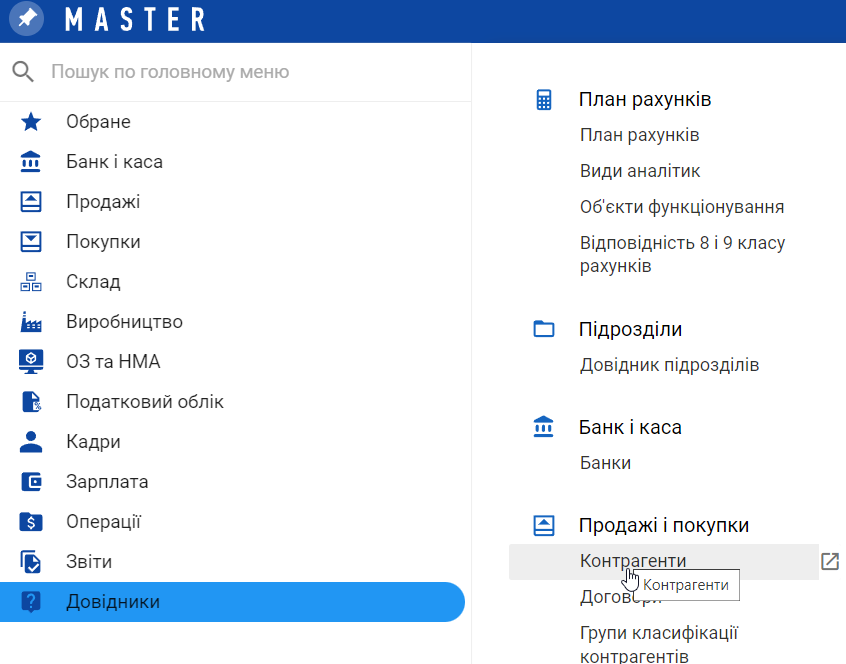 MASTER
Пошук по головному меню
Обране
Банк і каса
Продажі
Покупки
Склад
Виробництво
ОЗ та НМА
Податковий облік
Кадри
Зарплата
Операції
Звіти
Довідники
План рахунків
План рахунків
Види аналітик
Об'єкти функціонування
Відповідність 8 і 9 класу
рахунків
Підрозділи
Довідник підрозділів
Банк і каса
Банки
Продажі і покупки
Контрагенти
Контрагенти
Договори
Групи класифікації
контрагентів